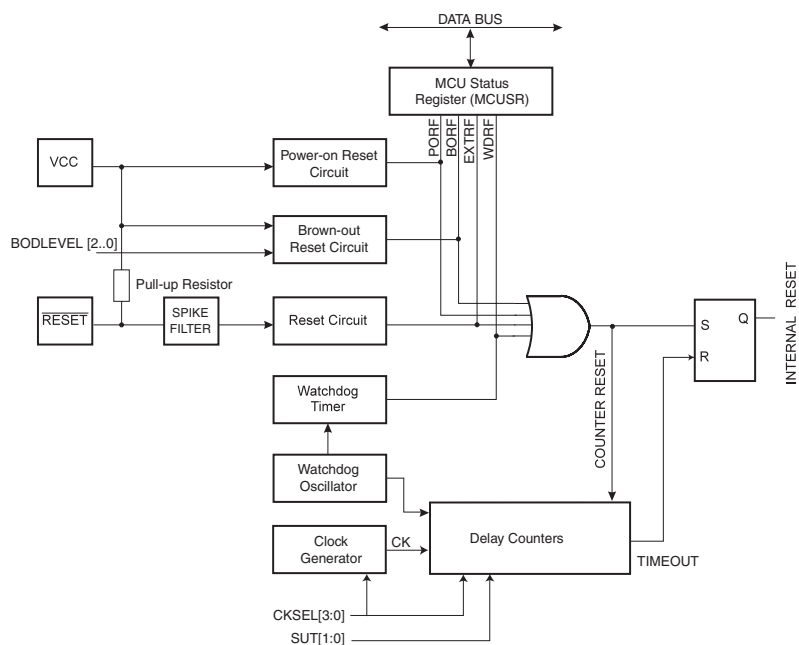 DATA BUS
MCU Status
Register (MCUSR)
PORF
BORF
EXTRF
WDRF
VCC
Power-on Reset
Circuit
Brown-out
Reset Circuit
BODLEVEL [2..0]
Pull-up Resistor
RESET
SPIKE
FILTER
Reset Circuit
S
Q
R
INTERNAL RESET
COUNTER RESET
Watchdog
Timer
Watchdog
Oscillator
Clock
Generator
CK
Delay Counters
TIMEOUT
CKSEL[3:0]
SUT[1:0]